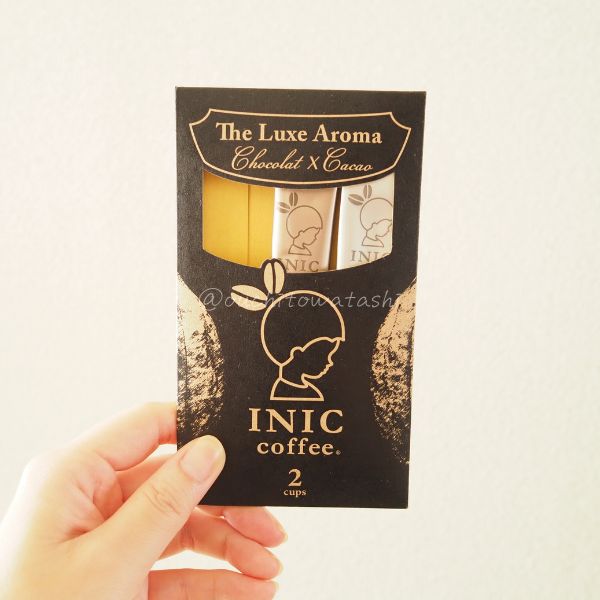 The Luxe Aroma
Chocolat X Cacao
INIC
INIC
@ouchitowatashi
INIC
coffee®
2
cups